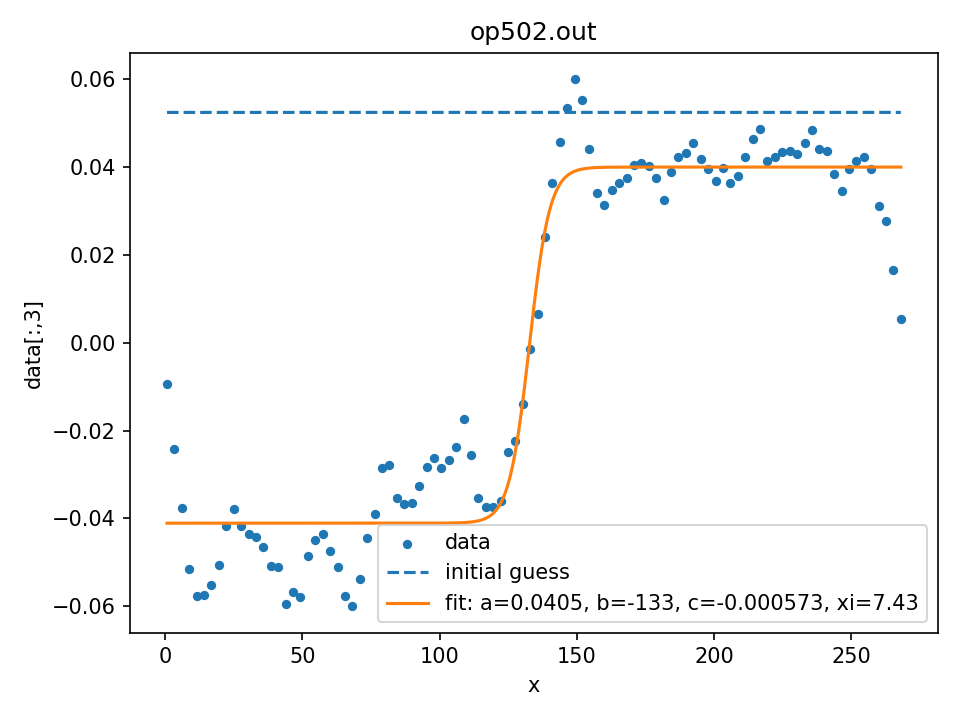 op502.out
0.06
0.04
0.02
0.00
−0.02
−0.04
−0.06
data[:,3]
data
initial guess
fit: a=0.0405, b=-133, c=-0.000573, xi=7.43
0 50 100 150 200 250
x